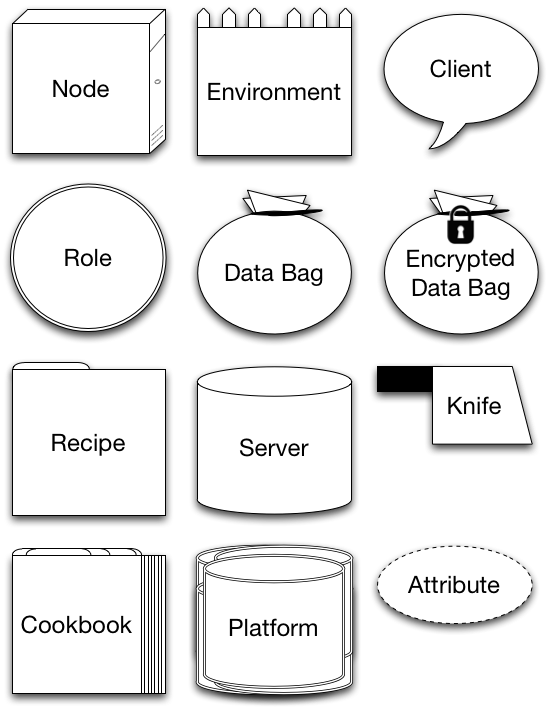 Node
Environment
Client
Role
Data Bag
Encrypted
Data Bag
Recipe
Server
Knife
Cookbook
Platform
Attribute